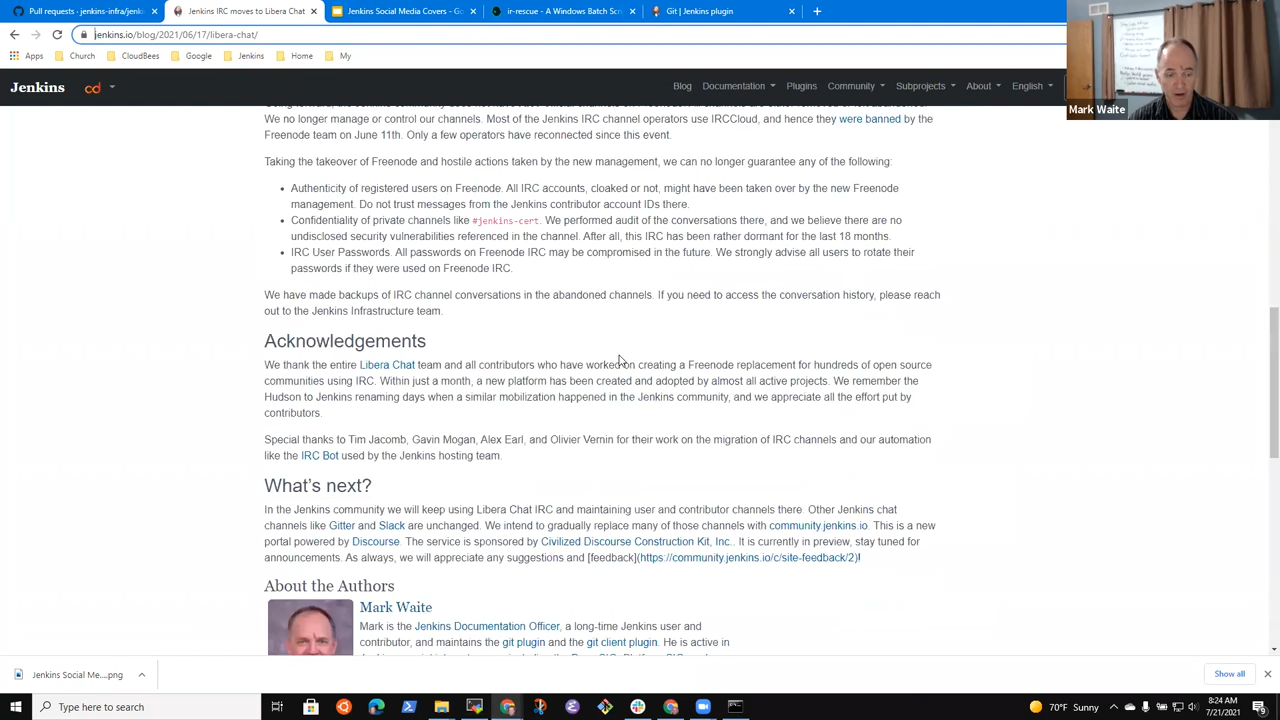 Pull requests · jenkins-infra/jenki
Jenkins IRC moves to Libera Chat
Jenkins Social Media Covers - Go
ir-rescue - A Windows Batch Scri
Git | Jenkins plugin
jenkins.io/blog/2021/06/17/libera-chat/
Apps
Church
CloudBees
Google
Jenkins
Home
My
Jenkins
cd
Blog
Documentation
Plugins
Community
Subprojects
About
English
Mark Waite
We no longer manage or control our channels. Most of the Jenkins IRC channel operators use IRCCloud, and hence they were banned by the
Freenode team on June 11th. Only a few operators have reconnected since this event.
Taking the takeover of Freenode and hostile actions taken by the new management, we can no longer guarantee any of the following:
• Authenticity of registered users on Freenode. All IRC accounts, cloaked or not, might have been taken over by the new Freenode
management. Do not trust messages from the Jenkins contributor account IDs there.
• Confidentiality of private channels like #jenkins-cert. We performed audit of the conversations there, and we believe there are no
undisclosed security vulnerabilities referenced in the channel. After all, this IRC has been rather dormant for the last 18 months.
• IRC User Passwords. All passwords on Freenode IRC may be compromised in the future. We strongly advise all users to rotate their
passwords if they were used on Freenode IRC.
We have made backups of IRC channel conversations in the abandoned channels. If you need to access the conversation history, please reach
out to the Jenkins Infrastructure team.
Acknowledgements
We thank the entire Libera Chat team and all contributors who have worked on creating a Freenode replacement for hundreds of open source
communities using IRC. Within just a month, a new platform has been created and adopted by almost all active projects. We remember the
Hudson to Jenkins renaming days when a similar mobilization happened in the Jenkins community, and we appreciate all the effort put by
contributors.
Special thanks to Tim Jacomb, Gavin Mogan, Alex Earl, and Olivier Vernin for their work on the migration of IRC channels and our automation
like the IRC Bot used by the Jenkins hosting team.
What's next?
In the Jenkins community we will keep using Libera Chat IRC and maintaining user and contributor channels there. Other Jenkins chat
channels like Gitter and Slack are unchanged. We intend to gradually replace many of those channels with community.jenkins.io. This is a new
portal powered by Discourse. The service is sponsored by Civilized Discourse Construction Kit, Inc.. It is currently in preview, stay tuned for
announcements. As always, we will appreciate any suggestions and [feedback](https://community.jenkins.io/c/site-feedback/2)!
About the Authors
Mark Waite
Mark is the Jenkins Documentation Officer, a long-time Jenkins user and
contributor, and maintains the git plugin and the git client plugin. He is active in
Jenkins Social Me....png
Show all
Type here to search
70°F Sunny
8:24 AM
7/21/2021